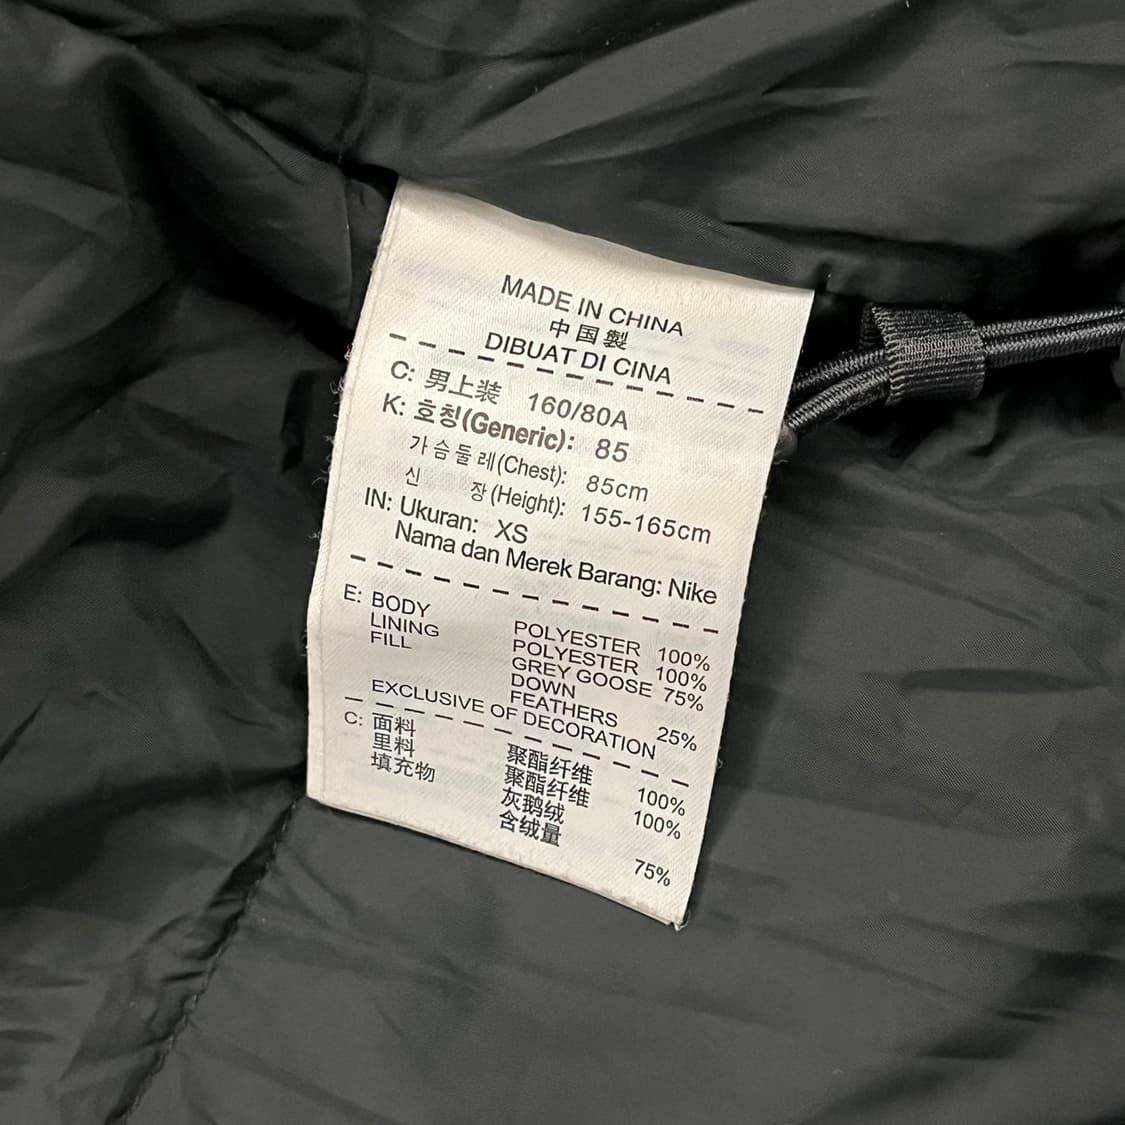 MADE IN CHINA
中国製
DIBUAT DI CINA
C: 男上装 160/80A
K: 호칭(Generic): 85
가슴둘레(Chest): 85cm
신 장(Height): 155-165cm
IN: Ukuran: XS
Nama dan Merek Barang: Nike
E: BODY POLYESTER 100%
LINING POLYESTER 100%
FILL GREY GOOSE 75%
DOWN
FEATHERS 25%
EXCLUSIVE OF DECORATION
C: 面料 聚酯纤维 100%
里料 聚酯纤维 100%
填充物 灰鹅绒
含绒量 75%